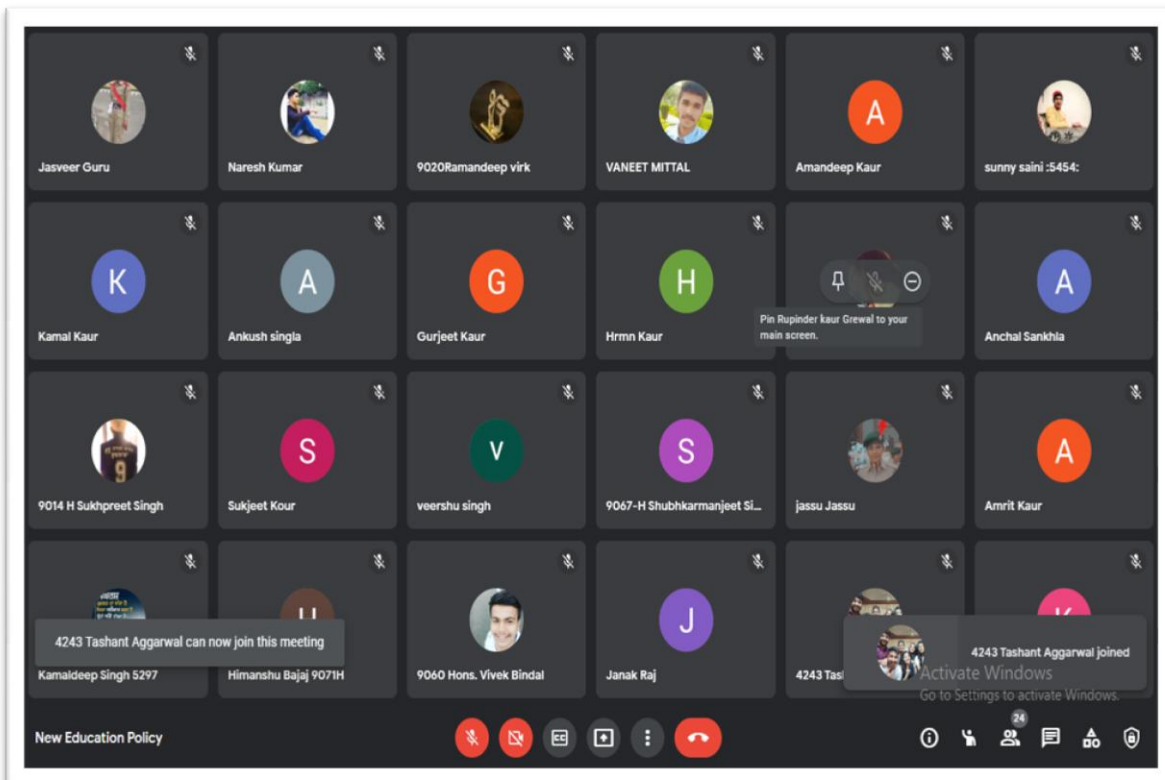 Jasveer Guru
Naresh Kumar
9020Ramandeep virk
VANEET MITTAL
A
Amandeep Kaur
sunny saini :5454:
K
Kamal Kaur
A
Ankush singla
G
Gurjeet Kaur
H
Hrmn Kaur
Pin Rupinder kaur Grewal to your
main screen.
A
Anchal Sankhla
9
9014 H Sukhpreet Singh
S
Sukjeet Kour
v
veershu singh
S
9067-H Shubhkarmanjeet Si...
jassu Jassu
A
Amrit Kaur
4243 Tashant Aggarwal can now join this meeting
Kamaldeep Singh 5297
Himanshu Bajaj 9071H
9060 Hons. Vivek Bindal
J
Janak Raj
4243 Tas
K
4243 Tashant Aggarwal joined
Activate Windows
Go to Settings to activate Windows.
New Education Policy
CC
24